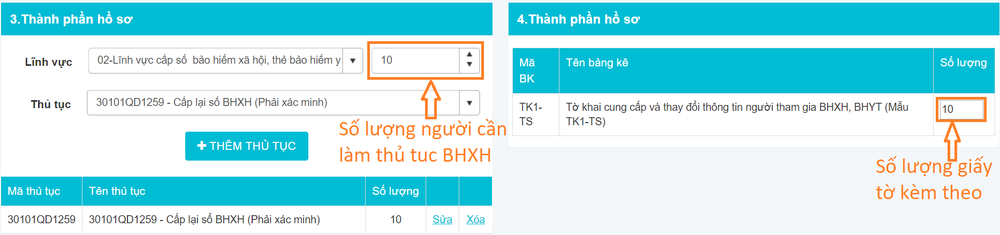 3.Thành phần hồ sơ
Lĩnh vực
02-Lĩnh vực cấp số bảo hiếm xã hội, thẻ bảo hiếm y
10
Thủ tục
30101QD1259 - Cấp lại số BHXH (Phải xác minh)
Số lượng người cần
làm thủ tuc BHXH
THÊM THỦ TỤC
Mã thủ tục
Tên thủ tục
Số lượng
30101QD1259
30101QD1259 - Cấp lại sổ BHXH (Phải xác minh)
10
Sửa
Xóa
4.Thành phần hồ sơ
Mã
BK
Tên bảng kê
Số lượng
TK1-
TS
Tờ khai cung cấp và thay đổi thông tin người tham gia BHXH, BHYT (Mẫu
TK1-TS)
10
Số lượng giấy
tờ kèm theo